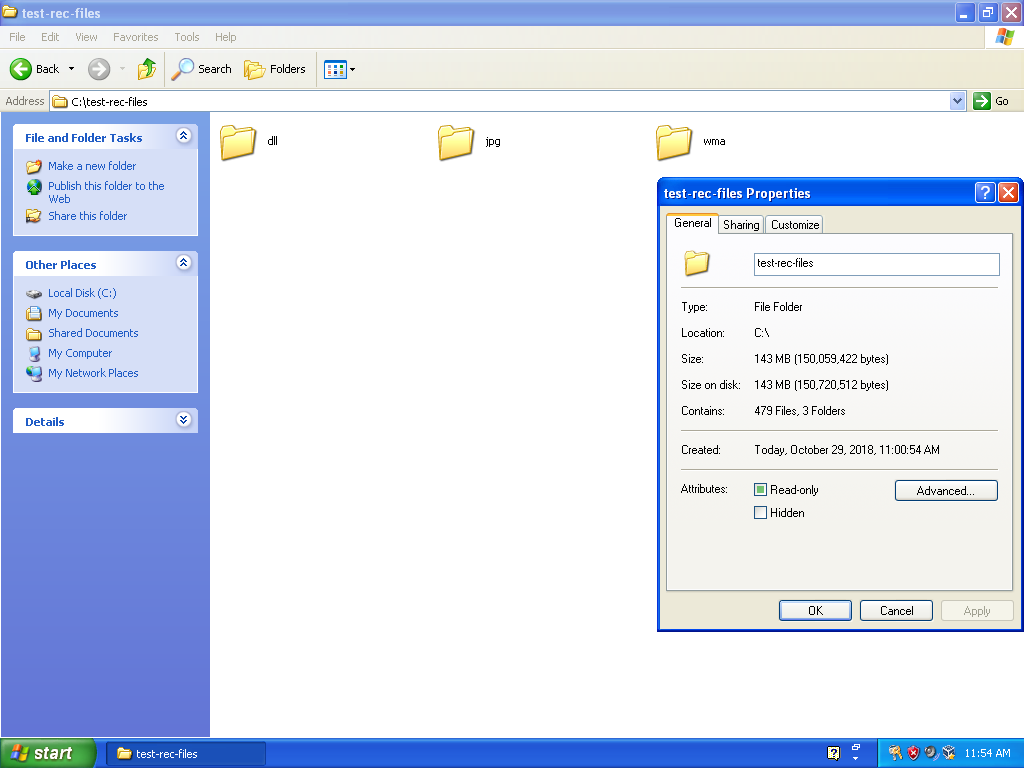 test-rec-files
File Edit View Favorites Tools Help
Back Search Folders
Address C:\test-rec-files Go
File and Folder Tasks
Make a new folder
Publish this folder to the
Web
Share this folder
Other Places
Local Disk (C:)
My Documents
Shared Documents
My Computer
My Network Places
Details
dll jpg wma
test-rec-files Properties
General Sharing Customize
test-rec-files
Type: File Folder
Location: C:\
Size: 143 MB (150,059,422 bytes)
Size on disk: 143 MB (150,720,512 bytes)
Contains: 479 Files, 3 Folders
Created: Today, October 29, 2018, 11:00:54 AM
Attributes: Read-only Advanced...
Hidden
OK Cancel Apply
start test-rec-files 11:54 AM